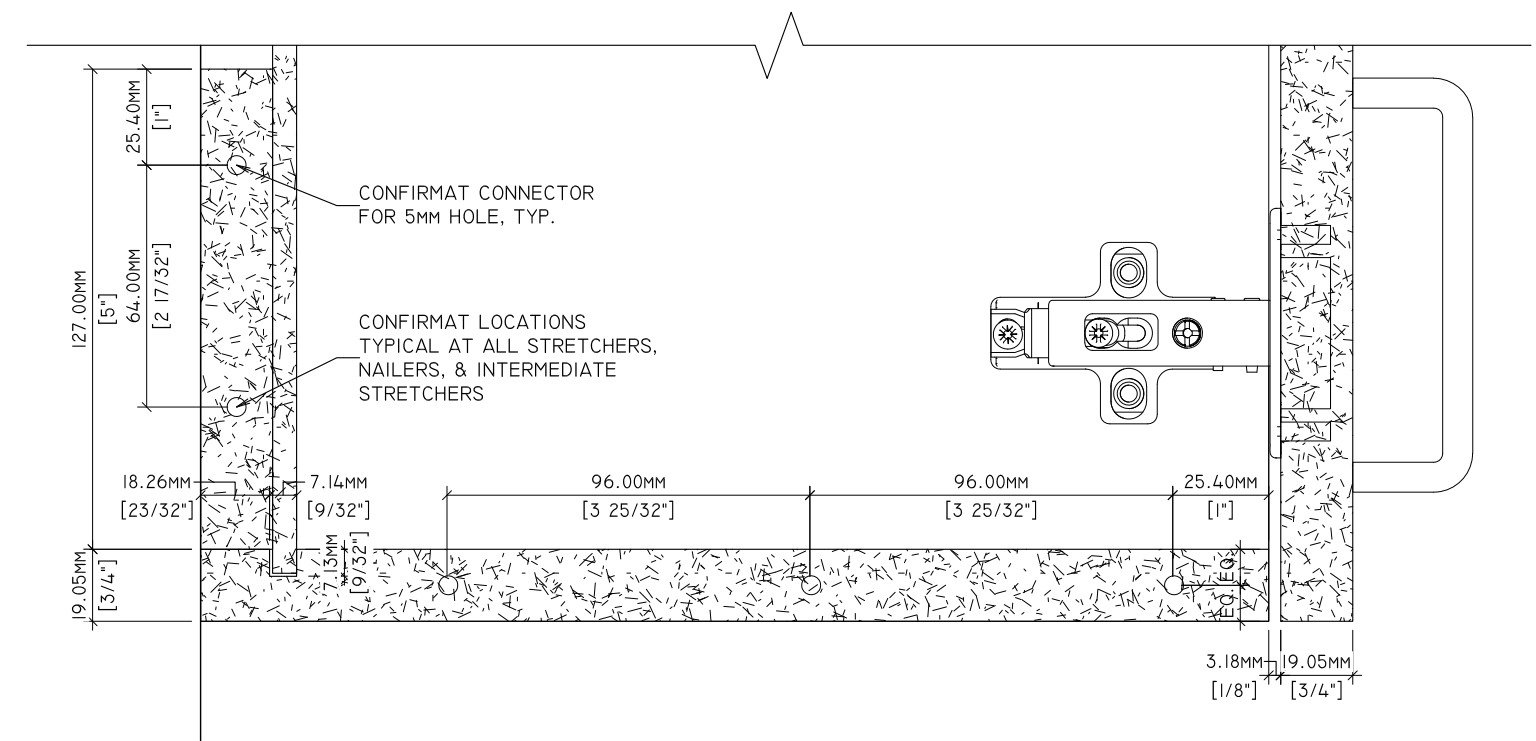 25.40MM
[1"]
CONFIRMAT CONNECTOR
FOR 5MM HOLE, TYP.
127.00MM
[5"]
64.00MM
[2 17/32"]
CONFIRMAT LOCATIONS
TYPICAL AT ALL STRETCHERS,
NAILERS, & INTERMEDIATE
STRETCHERS
18.26MM
[23/32"]
7.14MM
[9/32"]
96.00MM
[3 25/32"]
96.00MM
[3 25/32"]
25.40MM
[1"]
19.05MM
[3/4"]
7.13MM
[9/32"]
EQ.
EQ.
3.18MM
[1/8"]
19.05MM
[3/4"]